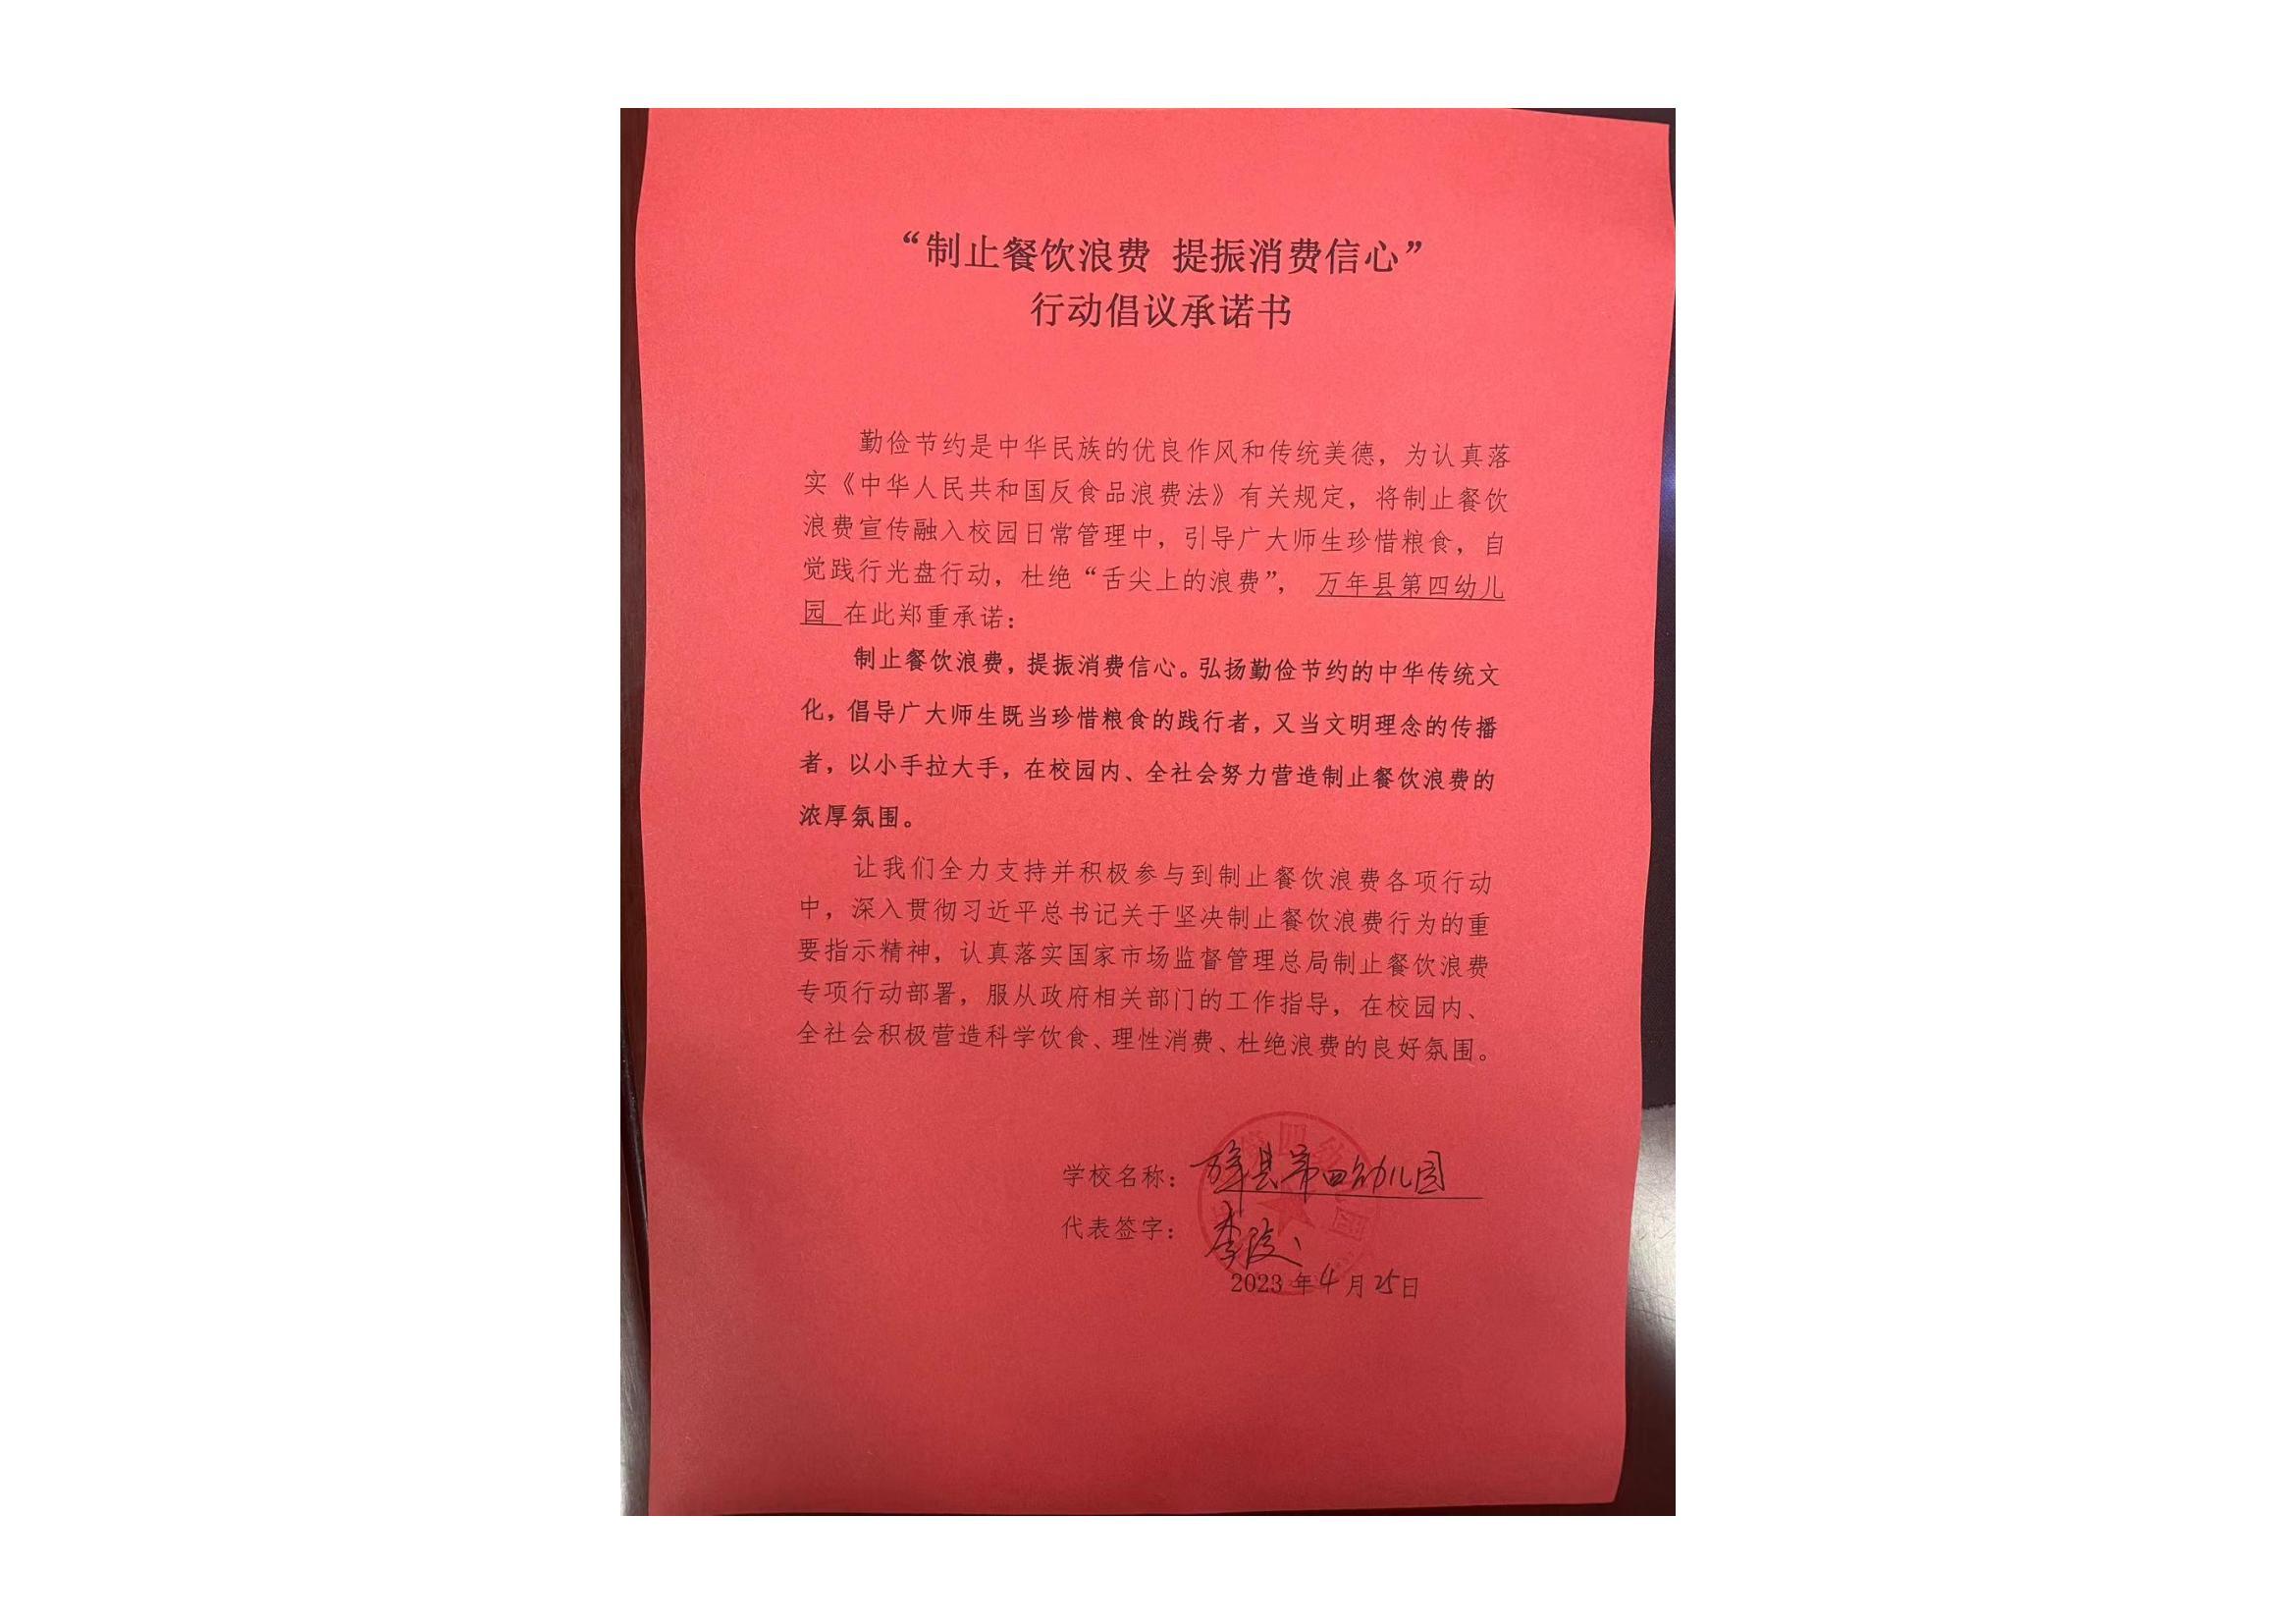 “制止餐饮浪费 提振消费信心”
行动倡议承诺书
勤俭节约是中华民族的优良作风和传统美德，为认真落
实《中华人民共和国反食品浪费法》有关规定，将制止餐饮
浪费宣传融入校园日常管理中，引导广大师生珍惜粮食，自
觉践行光盘行动，杜绝“舌尖上的浪费”， 万年县第四幼儿
园 在此郑重承诺：
制止餐饮浪费，提振消费信心。弘扬勤俭节约的中华传统文
化，倡导广大师生既当珍惜粮食的践行者，又当文明理念的传播
者，以小手拉大手，在校园内、全社会努力营造制止餐饮浪费的
浓厚氛围。
让我们全力支持并积极参与到制止餐饮浪费各项行动
中，深入贯彻习近平总书记关于坚决制止餐饮浪费行为的重
要指示精神，认真落实国家市场监督管理总局制止餐饮浪费
专项行动部署，服从政府相关部门的工作指导，在校园内、
全社会积极营造科学饮食、理性消费、杜绝浪费的良好氛围。
学校名称：万年县第四幼儿园
代表签字：李
2023 年 4 月 25 日